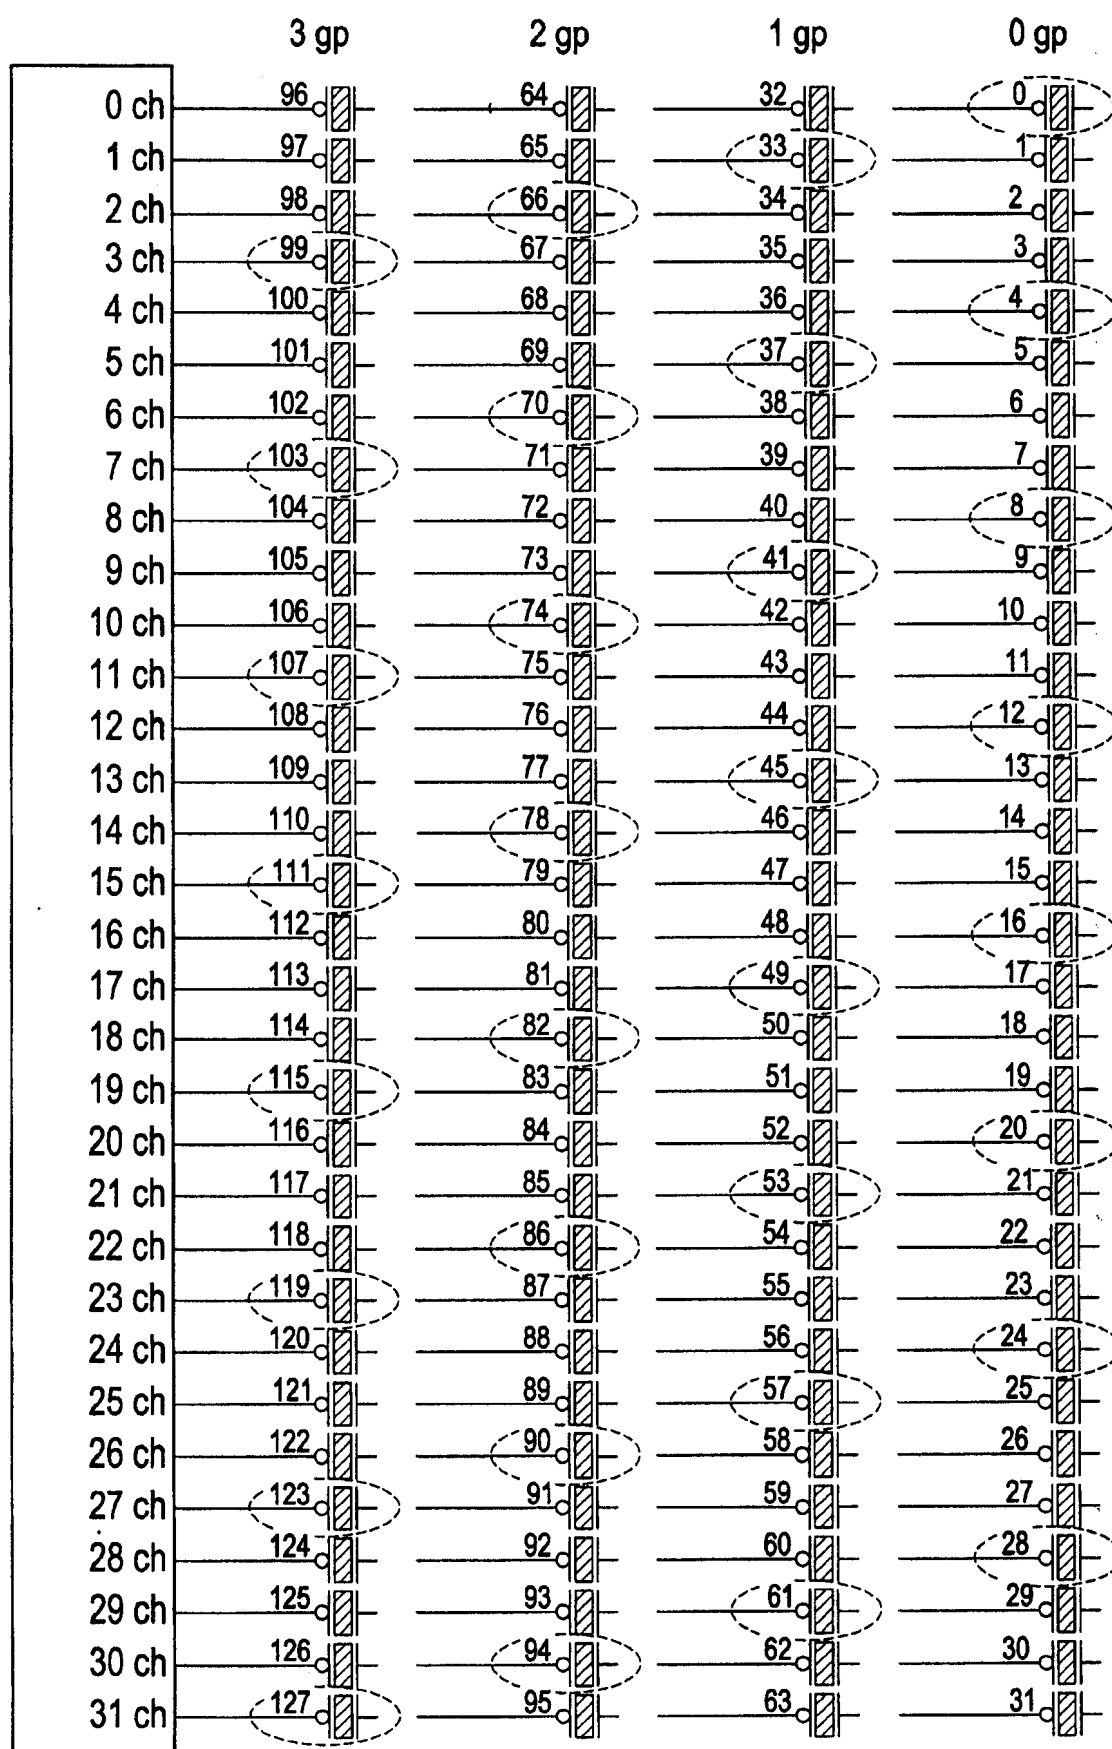 3 gp 2 gp 1 gp 0 gp
0 ch 96 64 32 0
1 ch 97 65 33 1
2 ch 98 66 34 2
3 ch 99 67 35 3
4 ch 100 68 36 4
5 ch 101 69 37 5
6 ch 102 70 38 6
7 ch 103 71 39 7
8 ch 104 72 40 8
9 ch 105 73 41 9
10 ch 106 74 42 10
11 ch 107 75 43 11
12 ch 108 76 44 12
13 ch 109 77 45 13
14 ch 110 78 46 14
15 ch 111 79 47 15
16 ch 112 80 48 16
17 ch 113 81 49 17
18 ch 114 82 50 18
19 ch 115 83 51 19
20 ch 116 84 52 20
21 ch 117 85 53 21
22 ch 118 86 54 22
23 ch 119 87 55 23
24 ch 120 88 56 24
25 ch 121 89 57 25
26 ch 122 90 58 26
27 ch 123 91 59 27
28 ch 124 92 60 28
29 ch 125 93 61 29
30 ch 126 94 62 30
31 ch 127 95 63 31